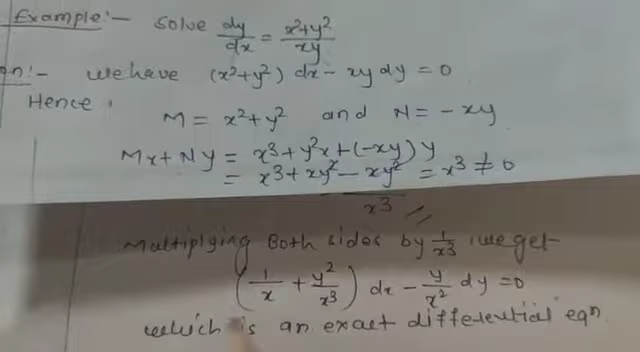 Example:- Solve dy/dx = x²+y²/xy
gn:- we have (x²+y²) dx - xy dy = 0
Hence,
M = x²+y² and N = -xy
Mx + Ny = x³+y²x+(-xy)y
= x³+xy²-xy² = x³ ≠ 0
x³
Multiplying Both sides by 1/x³ we get
(1/x + y²/x³) dx - y/x² dy = 0
which is an exact differential eqn.